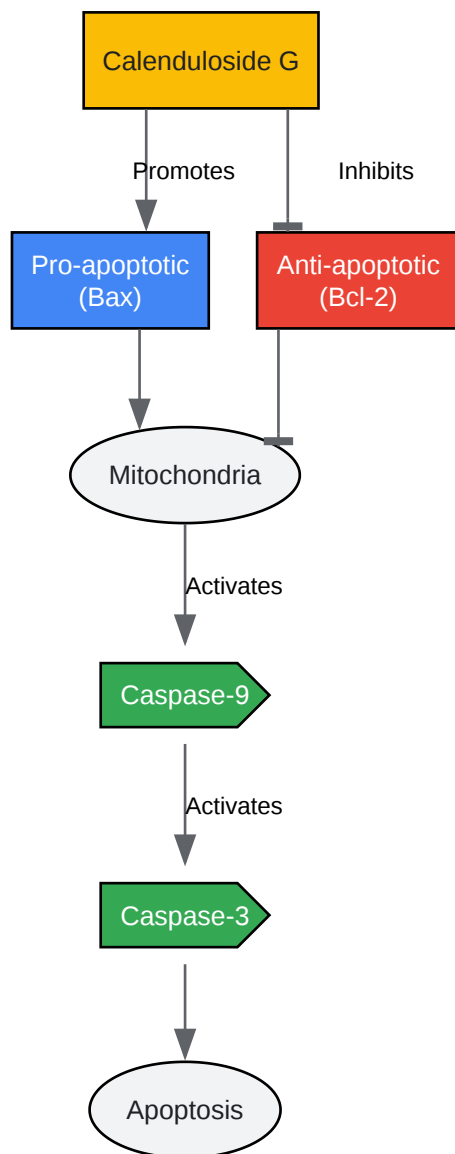 Calenduloside G
Promotes
Inhibits
Pro-apoptotic
(Bax)
Anti-apoptotic
(Bcl-2)
Mitochondria
Activates
Caspase-9
Activates
Caspase-3
Apoptosis